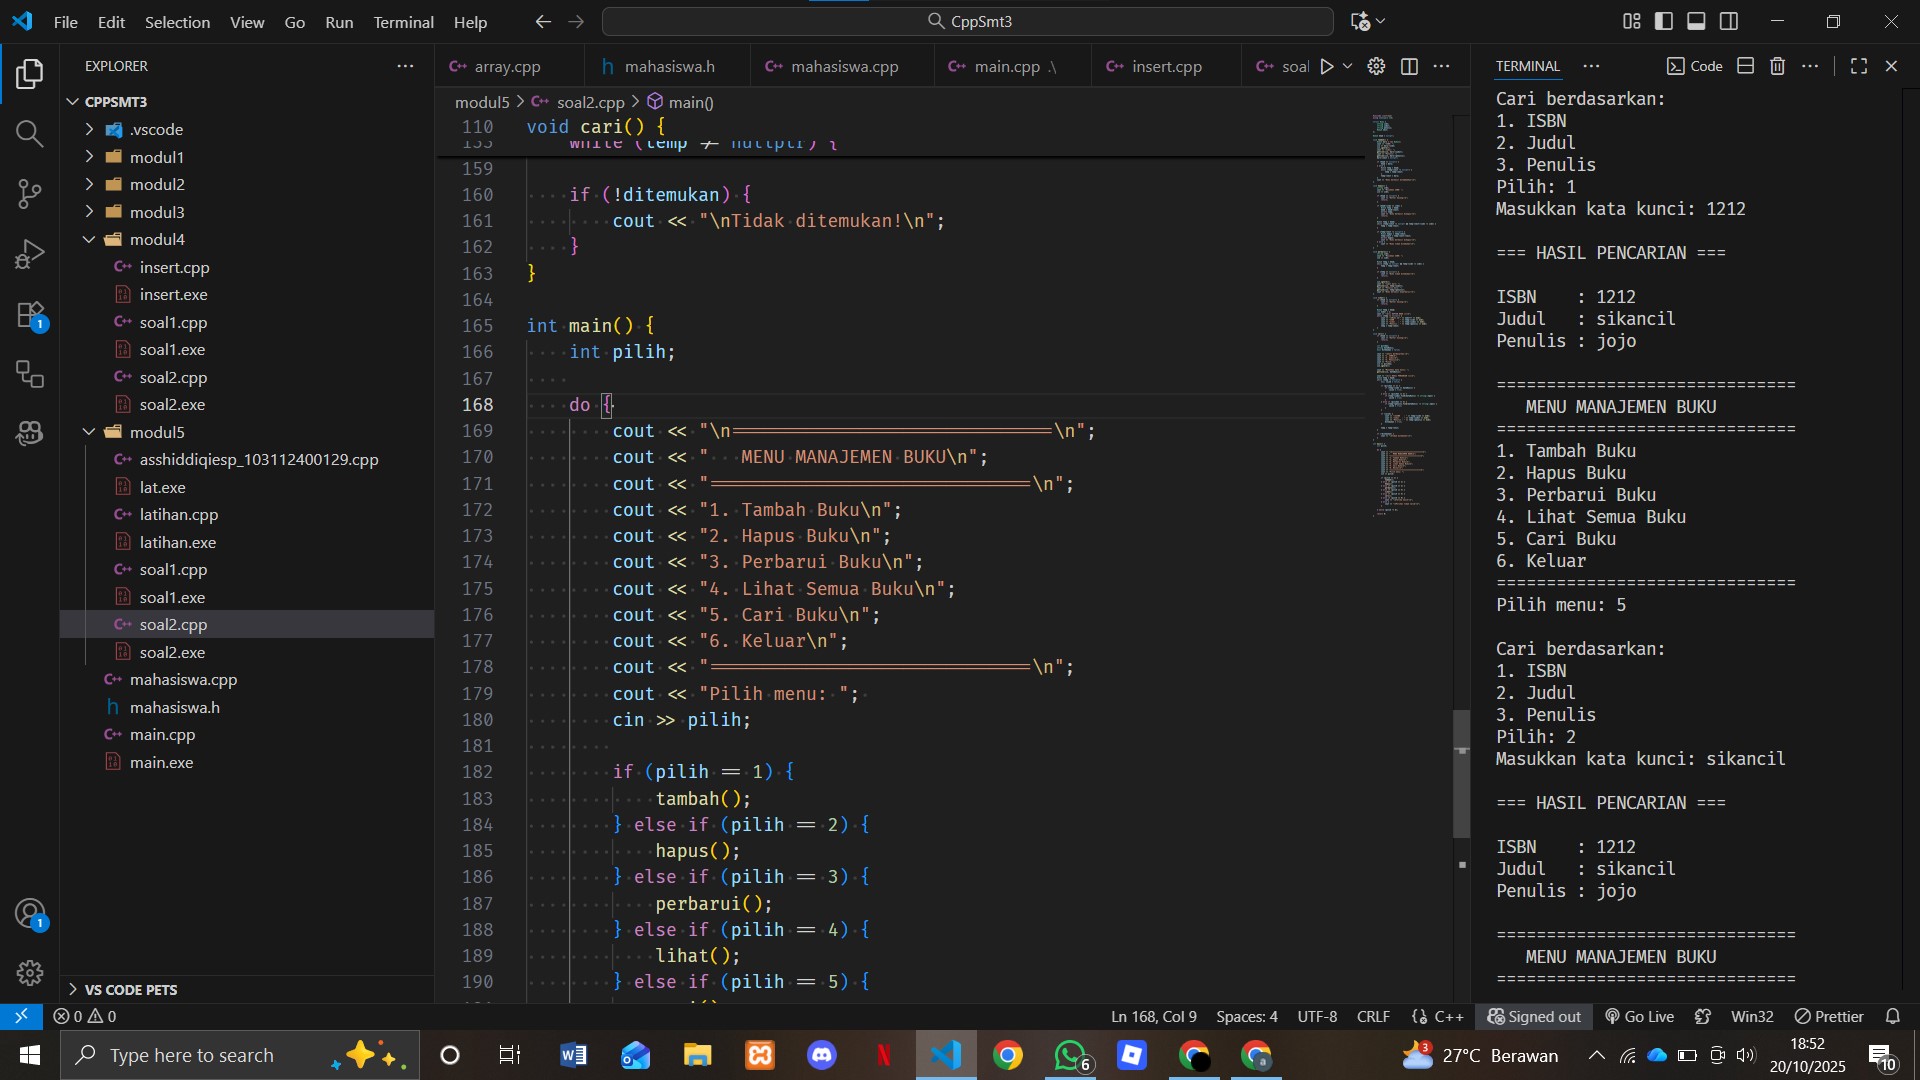 File Edit Selection View Go Run Terminal Help
CppSmt3
EXPLORER
CPPSMT3
.vscode
modul1
modul2
modul3
modul4
insert.cpp
insert.exe
soal1.cpp
soal1.exe
soal2.cpp
soal2.exe
modul5
asshiddiqiesp_103112400129.cpp
lat.exe
latihan.cpp
latihan.exe
soal1.cpp
soal1.exe
soal2.cpp
soal2.exe
mahasiswa.cpp
mahasiswa.h
main.cpp
main.exe
VS CODE PETS
array.cpp mahasiswa.h mahasiswa.cpp main.cpp .\ insert.cpp soal
modul5 > soal2.cpp > main()
110 void cari() {
while (temp != nullptr) {
159
160 if (!ditemukan) {
161 cout << "\nTidak ditemukan!\n";
162 }
163 }
164
165 int main() {
166 int pilih;
167
168 do {
169 cout << "\n==============================\n";
170 cout << "   MENU MANAJEMEN BUKU\n";
171 cout << "==============================\n";
172 cout << "1. Tambah Buku\n";
173 cout << "2. Hapus Buku\n";
174 cout << "3. Perbarui Buku\n";
175 cout << "4. Lihat Semua Buku\n";
176 cout << "5. Cari Buku\n";
177 cout << "6. Keluar\n";
178 cout << "==============================\n";
179 cout << "Pilih menu: ";
180 cin >> pilih;
181
182 if (pilih == 1) {
183 tambah();
184 } else if (pilih == 2) {
185 hapus();
186 } else if (pilih == 3) {
187 perbarui();
188 } else if (pilih == 4) {
189 lihat();
190 } else if (pilih == 5) {
TERMINAL Code
Cari berdasarkan:
1. ISBN
2. Judul
3. Penulis
Pilih: 1
Masukkan kata kunci: 1212
=== HASIL PENCARIAN ===
ISBN    : 1212
Judul   : sikancil
Penulis : jojo
==============================
MENU MANAJEMEN BUKU
==============================
1. Tambah Buku
2. Hapus Buku
3. Perbarui Buku
4. Lihat Semua Buku
5. Cari Buku
6. Keluar
==============================
Pilih menu: 5
Cari berdasarkan:
1. ISBN
2. Judul
3. Penulis
Pilih: 2
Masukkan kata kunci: sikancil
=== HASIL PENCARIAN ===
ISBN    : 1212
Judul   : sikancil
Penulis : jojo
==============================
MENU MANAJEMEN BUKU
==============================
0 0 Ln 168, Col 9 Spaces: 4 UTF-8 CRLF C++ Signed out Go Live Win32 Prettier
Type here to search
27°C Berawan
18:52
20/10/2025